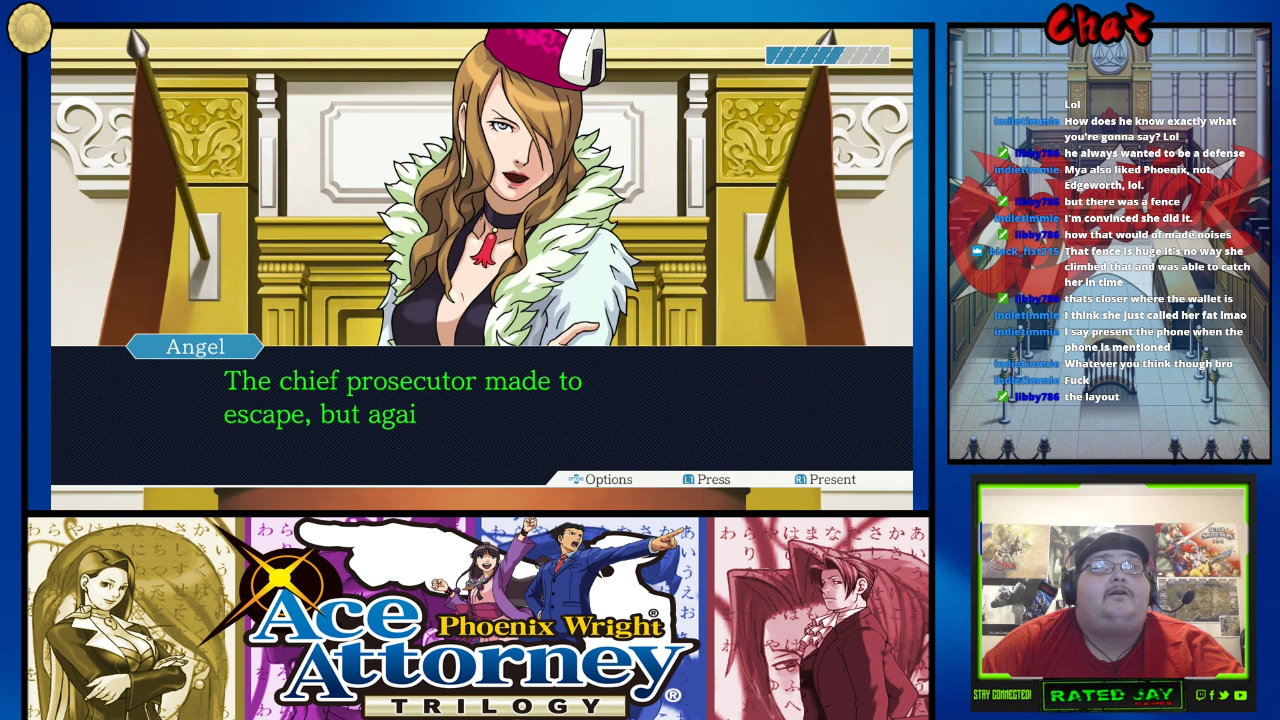 Chat
Lol
indietimmie How does he know exactly what
you're gonna say? Lol
libby786 he always wanted to be a defense
indietimmie Mya also liked Phoenix, not
Edgeworth, lol.
libby786 but there was a fence
indietimmie I'm convinced she did it.
libby786 how that would of made noises
black_fist215 That fence is huge it's no way she
climbed that and was able to catch
her in time
libby786 thats closer where the wallet is
indietimmie I think she just called her fat lmao
indietimmie I say present the phone when the
phone is mentioned
indietimmie Whatever you think though bro
indietimmie Fuck
libby786 the layout
Angel
The chief prosecutor made to
escape, but agai
Options
L1 Press
R1 Present
Ace
Phoenix Wright®
Attorney®
TRILOGY
STAY CONNECTED!
RATED JAY
GAMES